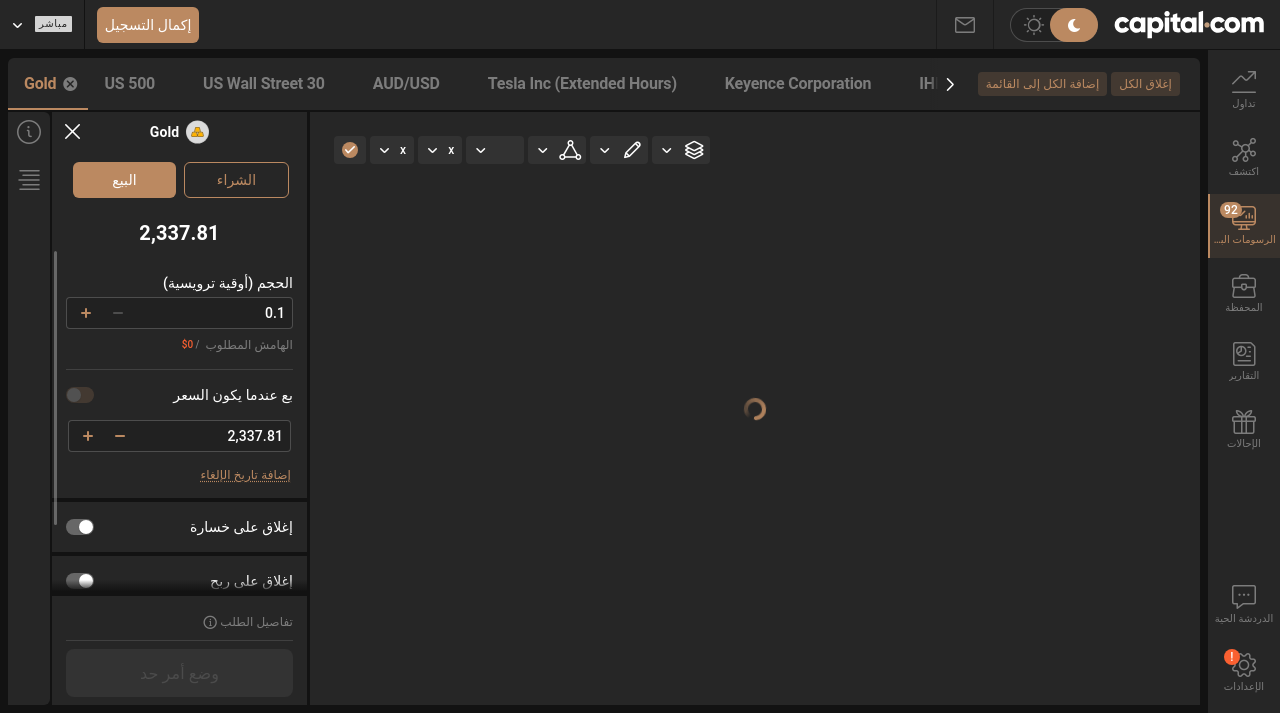 capital.com
إكمال التسجيل
مباشر
Gold
US 500
US Wall Street 30
AUD/USD
Tesla Inc (Extended Hours)
Keyence Corporation
إضافة الكل إلى القائمة
إغلاق الكل
Gold
الشراء
البيع
2,337.81
الحجم (أوقية ترويسية)
0.1
الهامش المطلوب / $0
بع عندما يكون السعر
2,337.81
إضافة تاريخ الإلغاء
إغلاق على خسارة
إغلاق على ربح
تفاصيل الطلب
وضع أمر حد
x
x
تداول
اكتشف
92
الرسومات الب...
المحفظة
التقارير
الإحالات
الدردشة الحية
!
الإعدادات